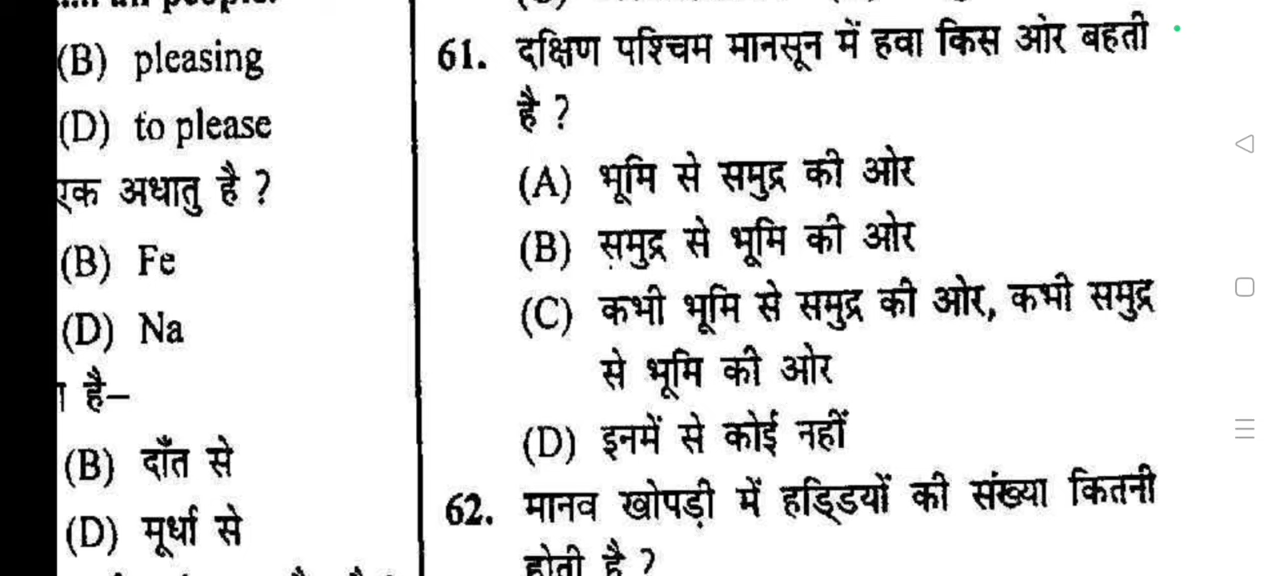 (B) pleasing
(D) to please
एक अधातु है ?
(B) Fe
(D) Na
है–
(B) दाँत से
(D) मूर्धा से
61. दक्षिण पश्चिम मानसून में हवा किस ओर बहती
है ?
(A) भूमि से समुद्र की ओर
(B) समुद्र से भूमि की ओर
(C) कभी भूमि से समुद्र की ओर, कभी समुद्र
से भूमि की ओर
(D) इनमें से कोई नहीं
62. मानव खोपड़ी में हड्डियों की संख्या कितनी
होती है ?